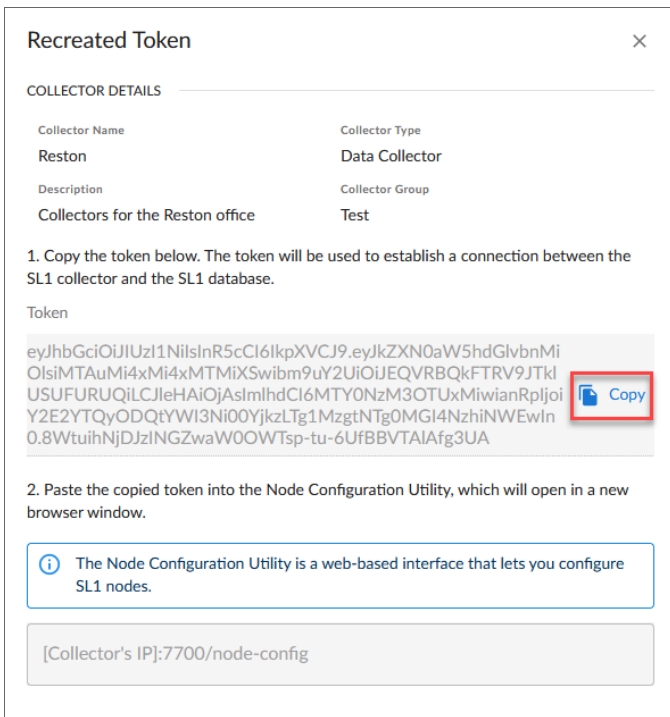 Recreated Token
COLLECTOR DETAILS
Collector Name
Collector Type
Reston
Data Collector
Description
Collector Group
Collectors for the Reston office
Test
1. Copy the token below. The token will be used to establish a connection between the
SL1 collector and the SL1 database.
Token
eyJhbGciOiJIUzI1NiIsInR5cCI6IkpXVCJ9.eyJkZXN0aW5hdGlvbnMi
OlsiMTAuMi4xMi4xMTMiXSwibm9uY2UiOiJEQVRBQkFTRV9JTkl
USUFURUQiLCJleHAiOjAsImlhdCI6MTY0NzM3OTUxMiwianRpIjoi
Y2E2YTQyODQtYWI3Ni00YjkzLTg1MzgtNTg0MGI4NzhiNWEwIn
0.8WtuihNjDJzINGZwaW0OWTsp-tu-6UfBBVTAlAfg3UA
Copy
2. Paste the copied token into the Node Configuration Utility, which will open in a new
browser window.
The Node Configuration Utility is a web-based interface that lets you configure
SL1 nodes.
[Collector's IP]:7700/node-config